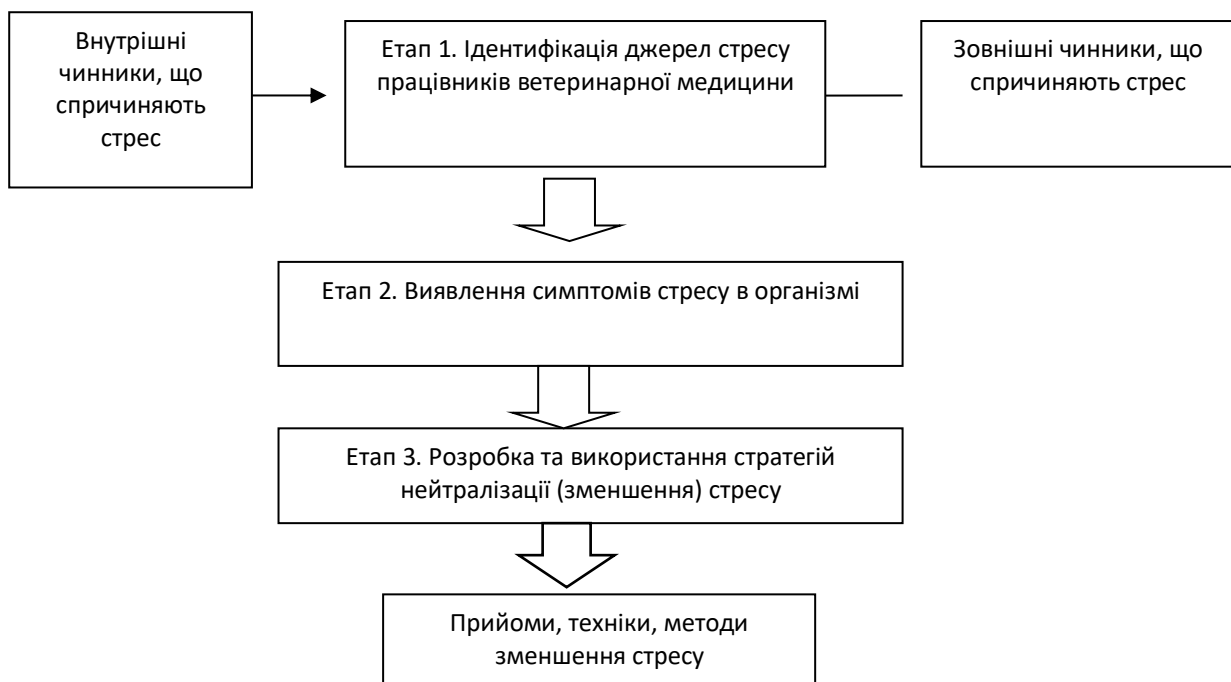 Внутрішні
чинники, що
спричиняють
стрес
Етап 1. Ідентифікація джерел стресу
працівників ветеринарної медицини
Зовнішні чинники, що
спричиняють стрес
Етап 2. Виявлення симптомів стресу в організмі
Етап 3. Розробка та використання стратегій
нейтралізації (зменшення) стресу
Прийоми, техніки, методи
зменшення стресу